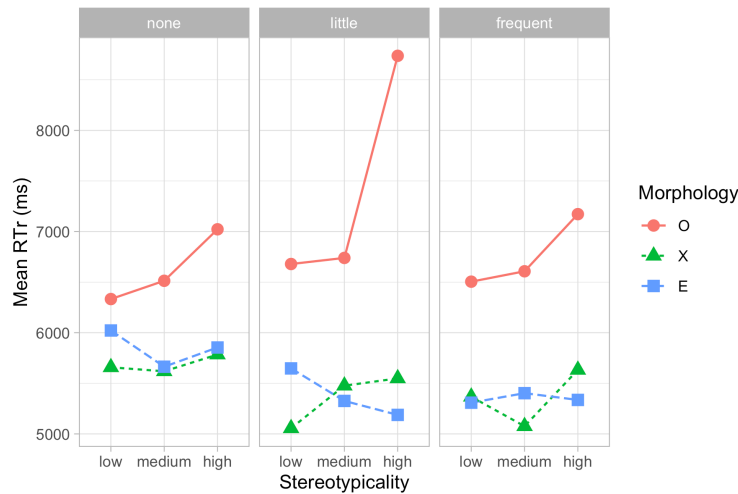 none little frequent
8000
7000
6000
5000
Mean RTr (ms)
low medium high low medium high low medium high
Stereotypicality
Morphology
O
X
E